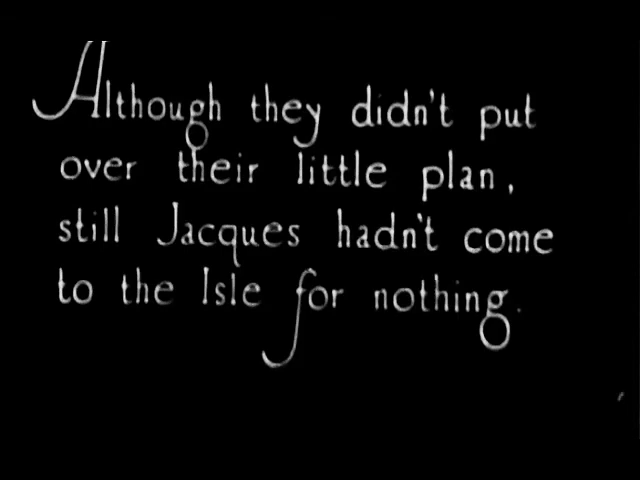 Although they didn't put
over their little plan,
still Jacques hadn't come
to the Isle for nothing.